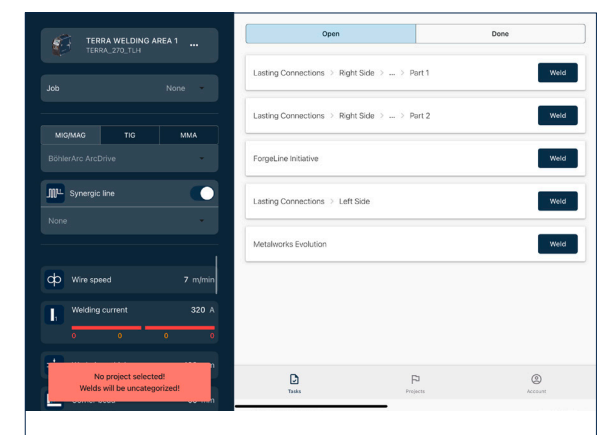 TERRA WELDING AREA 1
TERRA_270_TLH
...
Job None
MIG/MAG TIG MMA
BöhlerArc ArcDrive
Synergic line
None
Wire speed 7 m/min
Welding current 320 A
0 0 0 0
No project selected!
Welds will be uncategorized!
Open Done
Lasting Connections > Right Side > ... > Part 1 Weld
Lasting Connections > Right Side > ... > Part 2 Weld
ForgeLine Initiative Weld
Lasting Connections > Left Side Weld
Metalworks Evolution Weld
Tasks Projects Account